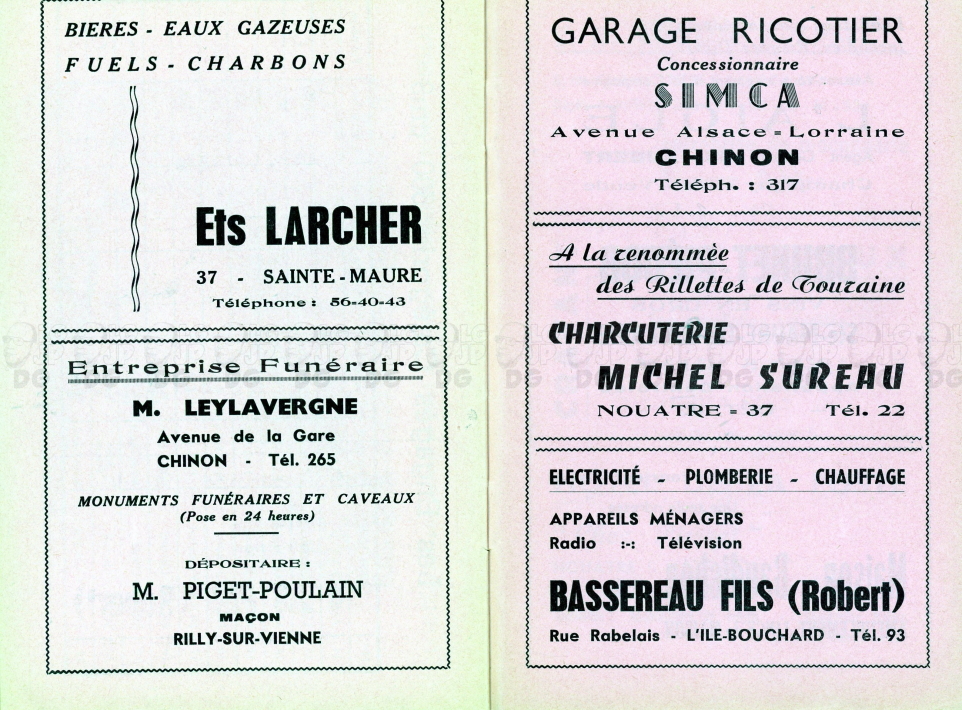 BIERES - EAUX GAZEUSES
FUELS - CHARBONS
Ets LARCHER
37 - SAINTE-MAURE
Téléphone : 56-40-43
Entreprise Funéraire
M. LEYLAVERGNE
Avenue de la Gare
CHINON - Tél. 265
MONUMENTS FUNÉRAIRES ET CAVEAUX
(Pose en 24 heures)
DÉPOSITAIRE :
M. PIGET-POULAIN
MAÇON
RILLY-SUR-VIENNE
GARAGE RICOTIER
Concessionnaire
SIMCA
Avenue Alsace-Lorraine
CHINON
Téléph. : 317
A la renommèe
des Rillettes de Touraine
CHARCUTERIE
MICHEL SUREAU
NOUATRE - 37 Tél. 22
ELECTRICITÉ - PLOMBERIE - CHAUFFAGE
APPAREILS MÉNAGERS
Radio :-: Télévision
BASSEREAU FILS (Robert)
Rue Rabelais - L'ILE-BOUCHARD - Tél. 93